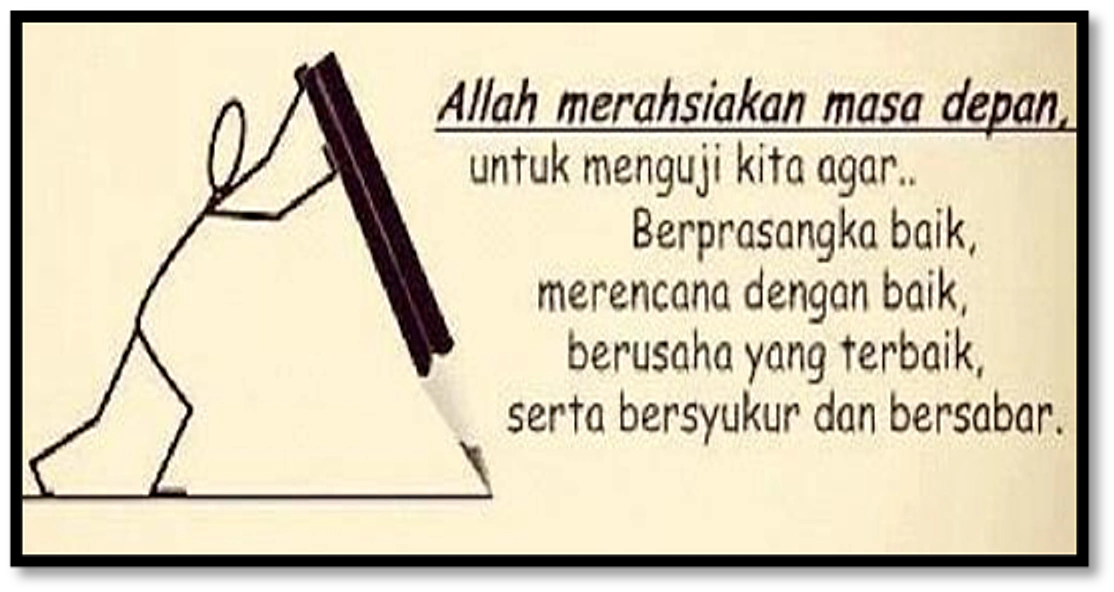 Allah merahsiakan masa depan,
untuk menguji kita agar..
Berprasangka baik,
merencana dengan baik,
berusaha yang terbaik,
serta bersyukur dan bersabar.